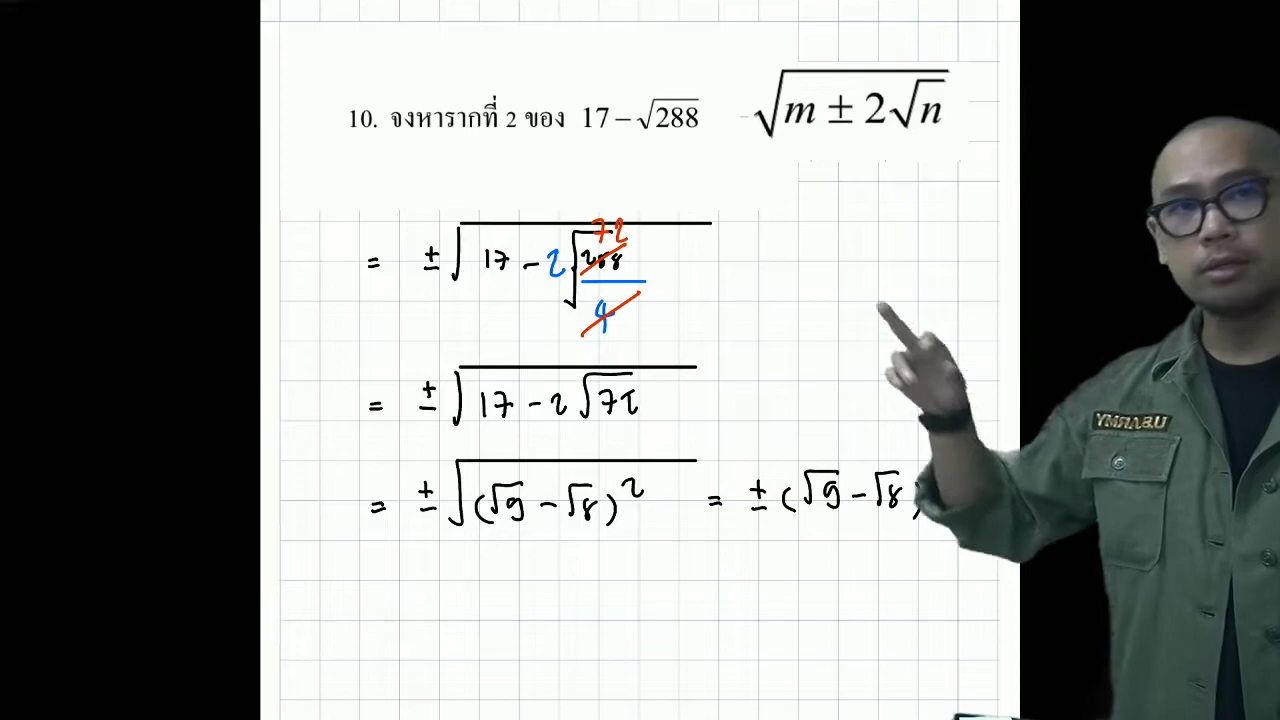 10. จงหารากที่ 2 ของ 17 − √288
√(m ± 2√n)
= ± √(17 − 2√(288/4)) 72
= ± √(17 − 2√72)
= ± √((√9 − √8)²) = ± (√9 − √8)
U.S. ARMY